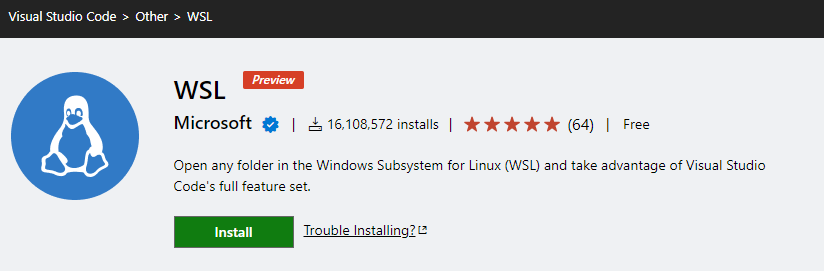 Visual Studio Code > Other > WSL
WSL Preview
Microsoft | 16,108,572 installs | (64) | Free
Open any folder in the Windows Subsystem for Linux (WSL) and take advantage of Visual Studio
Code's full feature set.
Install Trouble Installing?